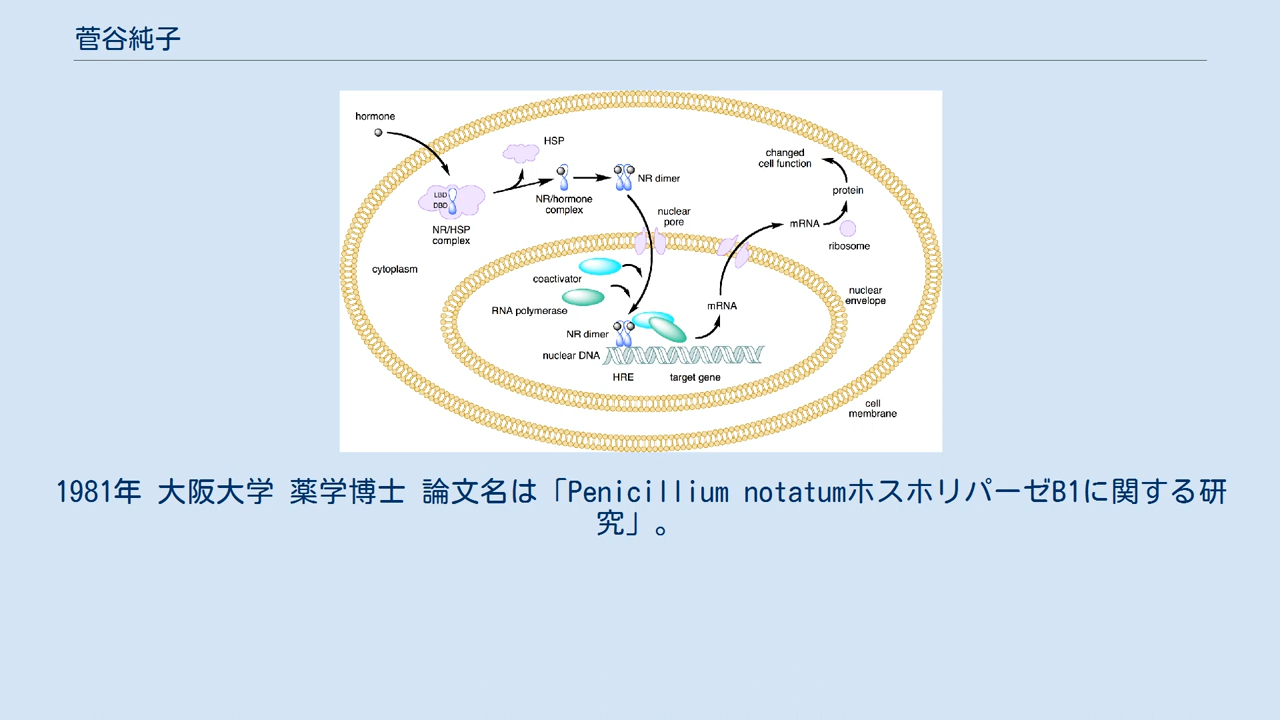 菅谷純子
hormone
HSP
changed
cell function
LBD
DBD
NR dimer
NR/hormone
complex
protein
nuclear
pore
mRNA
NR/HSP
complex
ribosome
cytoplasm
coactivator
nuclear
envelope
RNA polymerase
mRNA
NR dimer
nuclear DNA
HRE
target gene
cell
membrane
1981年 大阪大学 薬学博士 論文名は「Penicillium notatumホスホリパーゼB1に関する研
究」。